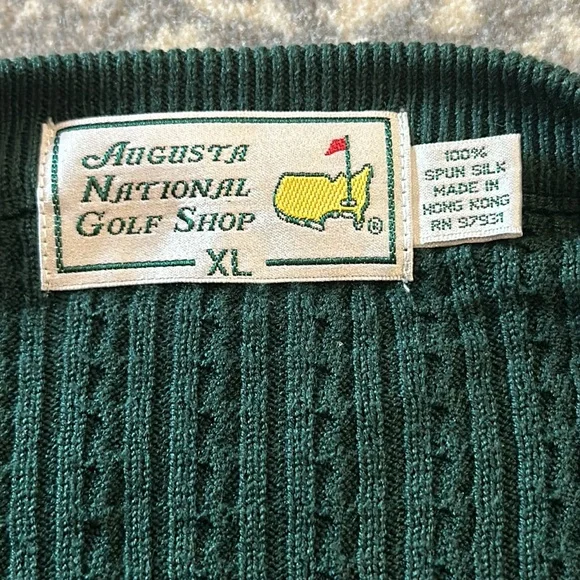 Augusta
National
Golf Shop
®
XL
100%
SPUN SILK
MADE IN
HONG KONG
RN 97931